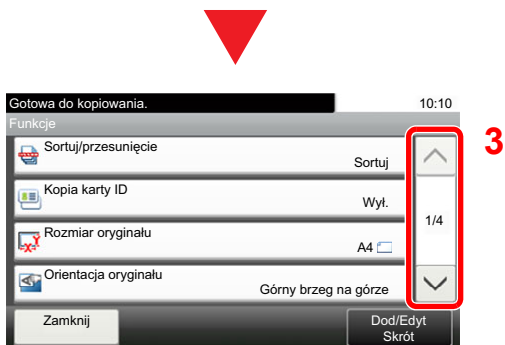 Gotowa do kopiowania. 10:10
Funkcje
Sortuj/przesunięcie
Sortuj
3
Kopia karty ID
Wył.
1/4
Rozmiar oryginału
A4
Orientacja oryginału
Górny brzeg na górze
Zamknij
Dod/Edyt
Skrót